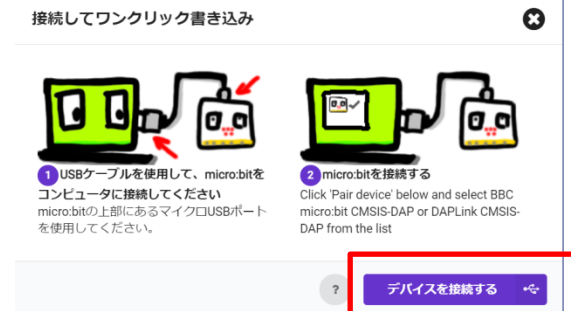 接続してワンクリック書き込み
1 USBケーブルを使用して、micro:bitを
コンピュータに接続してください
micro:bitの上部にあるマイクロUSBポート
を使用してください。
2 micro:bitを接続する
Click 'Pair device' below and select BBC
micro:bit CMSIS-DAP or DAPLink CMSIS-
DAP from the list
?
デバイスを接続する